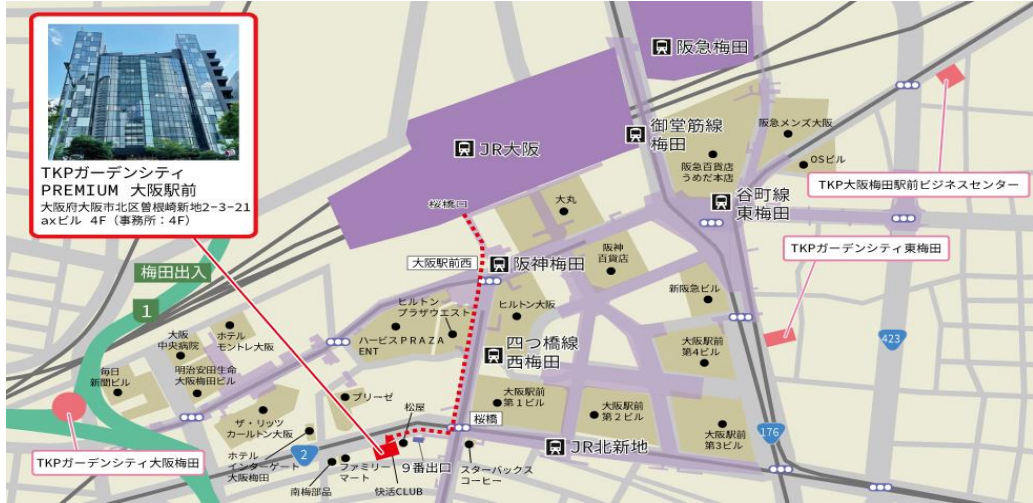 TKPガーデンシティ
PREMIUM 大阪駅前
大阪府大阪市北区曽根崎新地2-3-21
axビル 4F（事務所：4F）
阪急梅田
JR大阪
御堂筋線
梅田
阪急メンズ大阪
阪急百貨店
うめだ本店
OSビル
TKP大阪梅田駅前ビジネスセンター
谷町線
東梅田
桜橋口
大丸
TKPガーデンシティ東梅田
大阪駅前西
阪神梅田
阪神
百貨店
梅田出入
1
新阪急ビル
ヒルトン
プラザウエスト
ヒルトン大阪
大阪
中央病院
ホテル
モントレ大阪
ハービスPRAZA
ENT
四つ橋線
西梅田
大阪駅前
第4ビル
423
毎日
新聞ビル
明治安田生命
大阪梅田ビル
ブリーゼ
松屋
桜橋
大阪駅前
第1ビル
大阪駅前
第2ビル
大阪駅前
第3ビル
176
ザ・リッツ
カールトン大阪
JR北新地
TKPガーデンシティ大阪梅田
ホテル
インターゲート
大阪梅田
2
南梅部品
ファミリー
マート
快活CLUB
9番出口
スターバックス
コーヒー